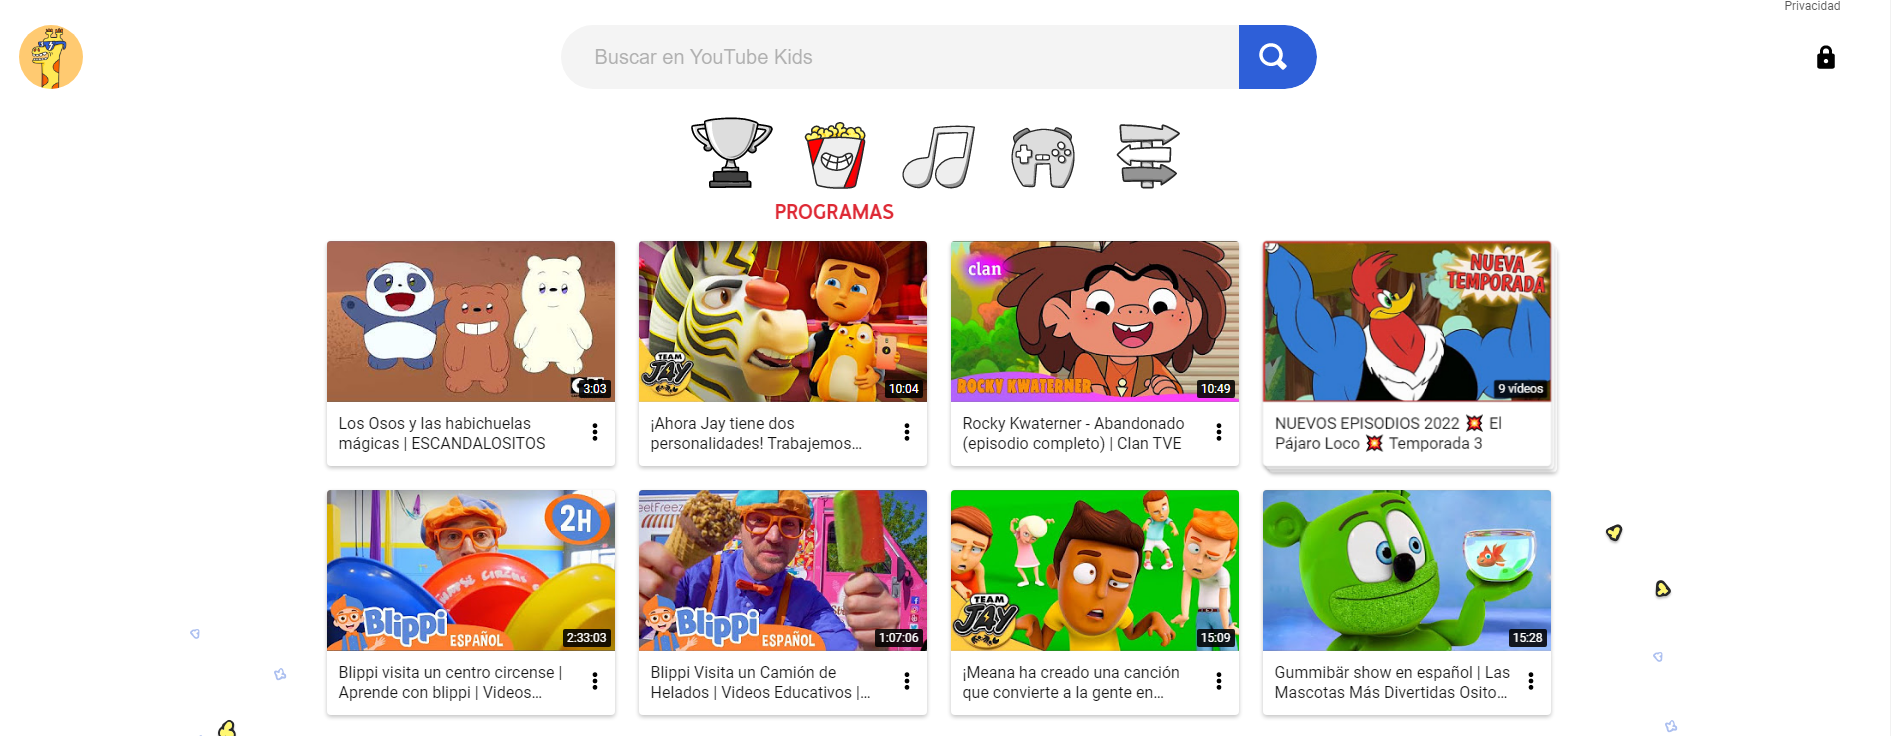 Privacidad
Buscar en YouTube Kids
PROGRAMAS
3:03
Los Osos y las habichuelas
mágicas | ESCANDALOSITOS
TEAM
JAY
10:04
¡Ahora Jay tiene dos
personalidades! Trabajemos...
clan
ROCKY KWATERNER
10:49
Rocky Kwaterner - Abandonado
(episodio completo) | Clan TVE
NUEVA
TEMPORADA
9 vídeos
NUEVOS EPISODIOS 2022 💥 El
Pájaro Loco 💥 Temporada 3
2H
Blippi
ESPAÑOL
2:33:03
Blippi visita un centro circense |
Aprende con blippi | Videos...
Blippi
ESPAÑOL
1:07:06
Blippi Visita un Camión de
Helados | Videos Educativos |...
TEAM
JAY
15:09
¡Meana ha creado una canción
que convierte a la gente en...
15:28
Gummibär show en español | Las
Mascotas Más Divertidas Osito...